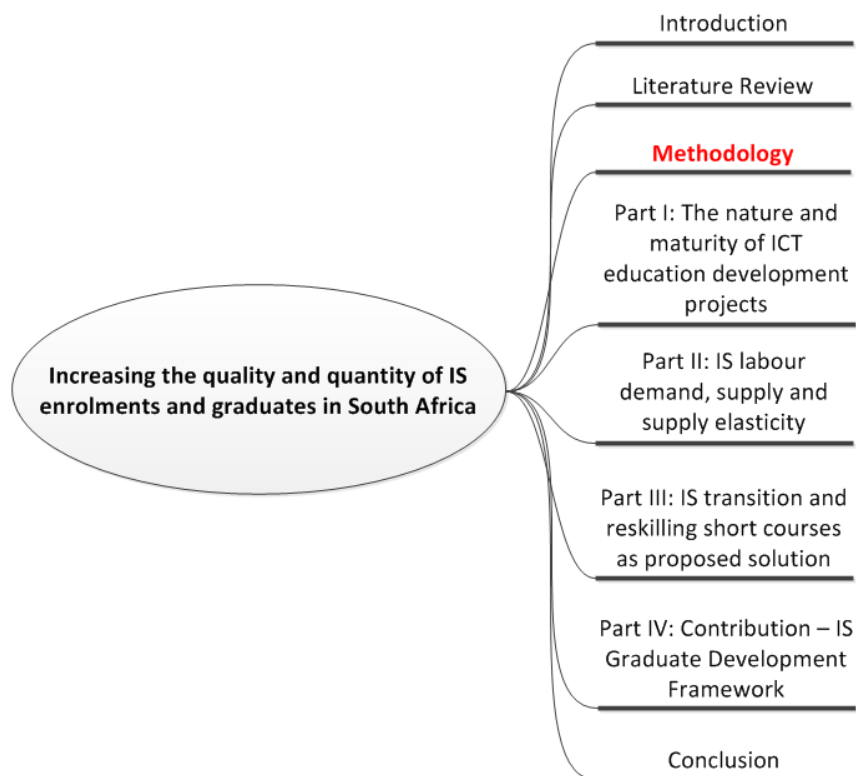 Introduction
Literature Review
Methodology
Part I: The nature and
maturity of ICT
education development
projects
Increasing the quality and quantity of IS
enrolments and graduates in South Africa
Part II: IS labour
demand, supply and
supply elasticity
Part III: IS transition and
reskilling short courses
as proposed solution
Part IV: Contribution – IS
Graduate Development
Framework
Conclusion